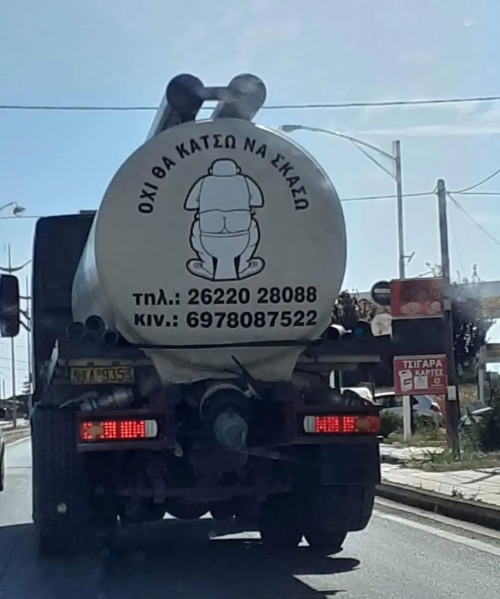 ΟΧΙ ΘΑ ΚΑΤΣΩ ΝΑ ΣΚΑΣΩ
τηλ.: 26220 28088
κιν.: 6978087522
ΤΣΙΓΑΡΑ
ΚΑΡΤΕΣ